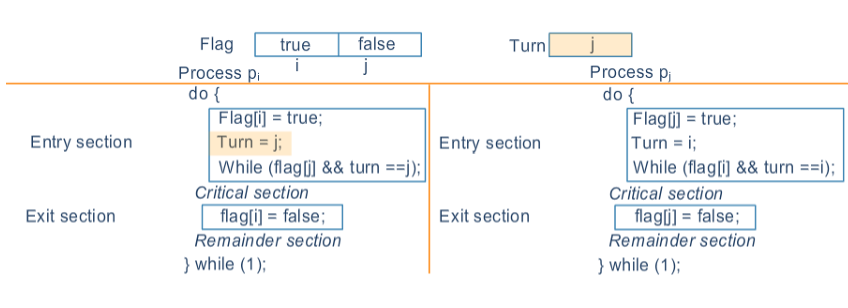 Flag true false Turn j
i j
Process pi Process pj
do { do {
Flag[i] = true; Flag[j] = true;
Entry section Turn = j; Entry section Turn = i;
While (flag[j] && turn ==j); While (flag[i] && turn ==i);
Critical section Critical section
Exit section flag[i] = false; Exit section flag[j] = false;
Remainder section Remainder section
} while (1); } while (1);